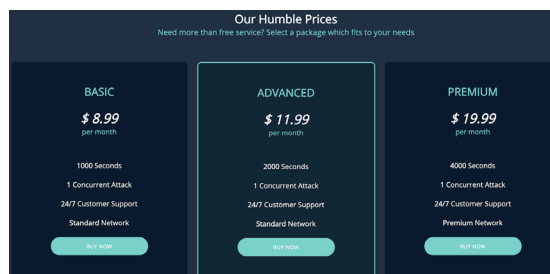 Our Humble Prices
Need more than free service? Select a package which fits to your needs
BASIC
$ 8.99
per month
1000 Seconds
1 Concurrent Attack
24/7 Customer Support
Standard Network
BUY NOW
ADVANCED
$ 11.99
per month
2000 Seconds
1 Concurrent Attack
24/7 Customer Support
Standard Network
BUY NOW
PREMIUM
$ 19.99
per month
4000 Seconds
1 Concurrent Attack
24/7 Customer Support
Premium Network
BUY NOW